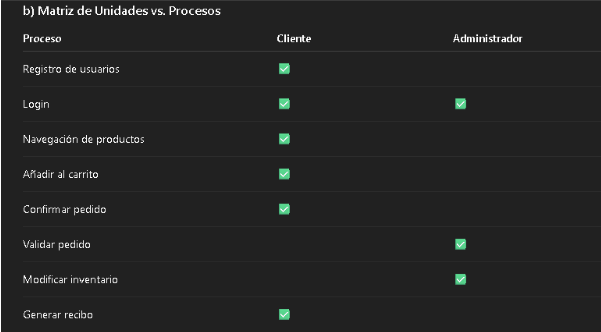 b) Matriz de Unidades vs. Procesos
Proceso Cliente Administrador
Registro de usuarios ✅
Login ✅ ✅
Navegación de productos ✅
Añadir al carrito ✅
Confirmar pedido ✅
Validar pedido ✅
Modificar inventario ✅
Generar recibo ✅